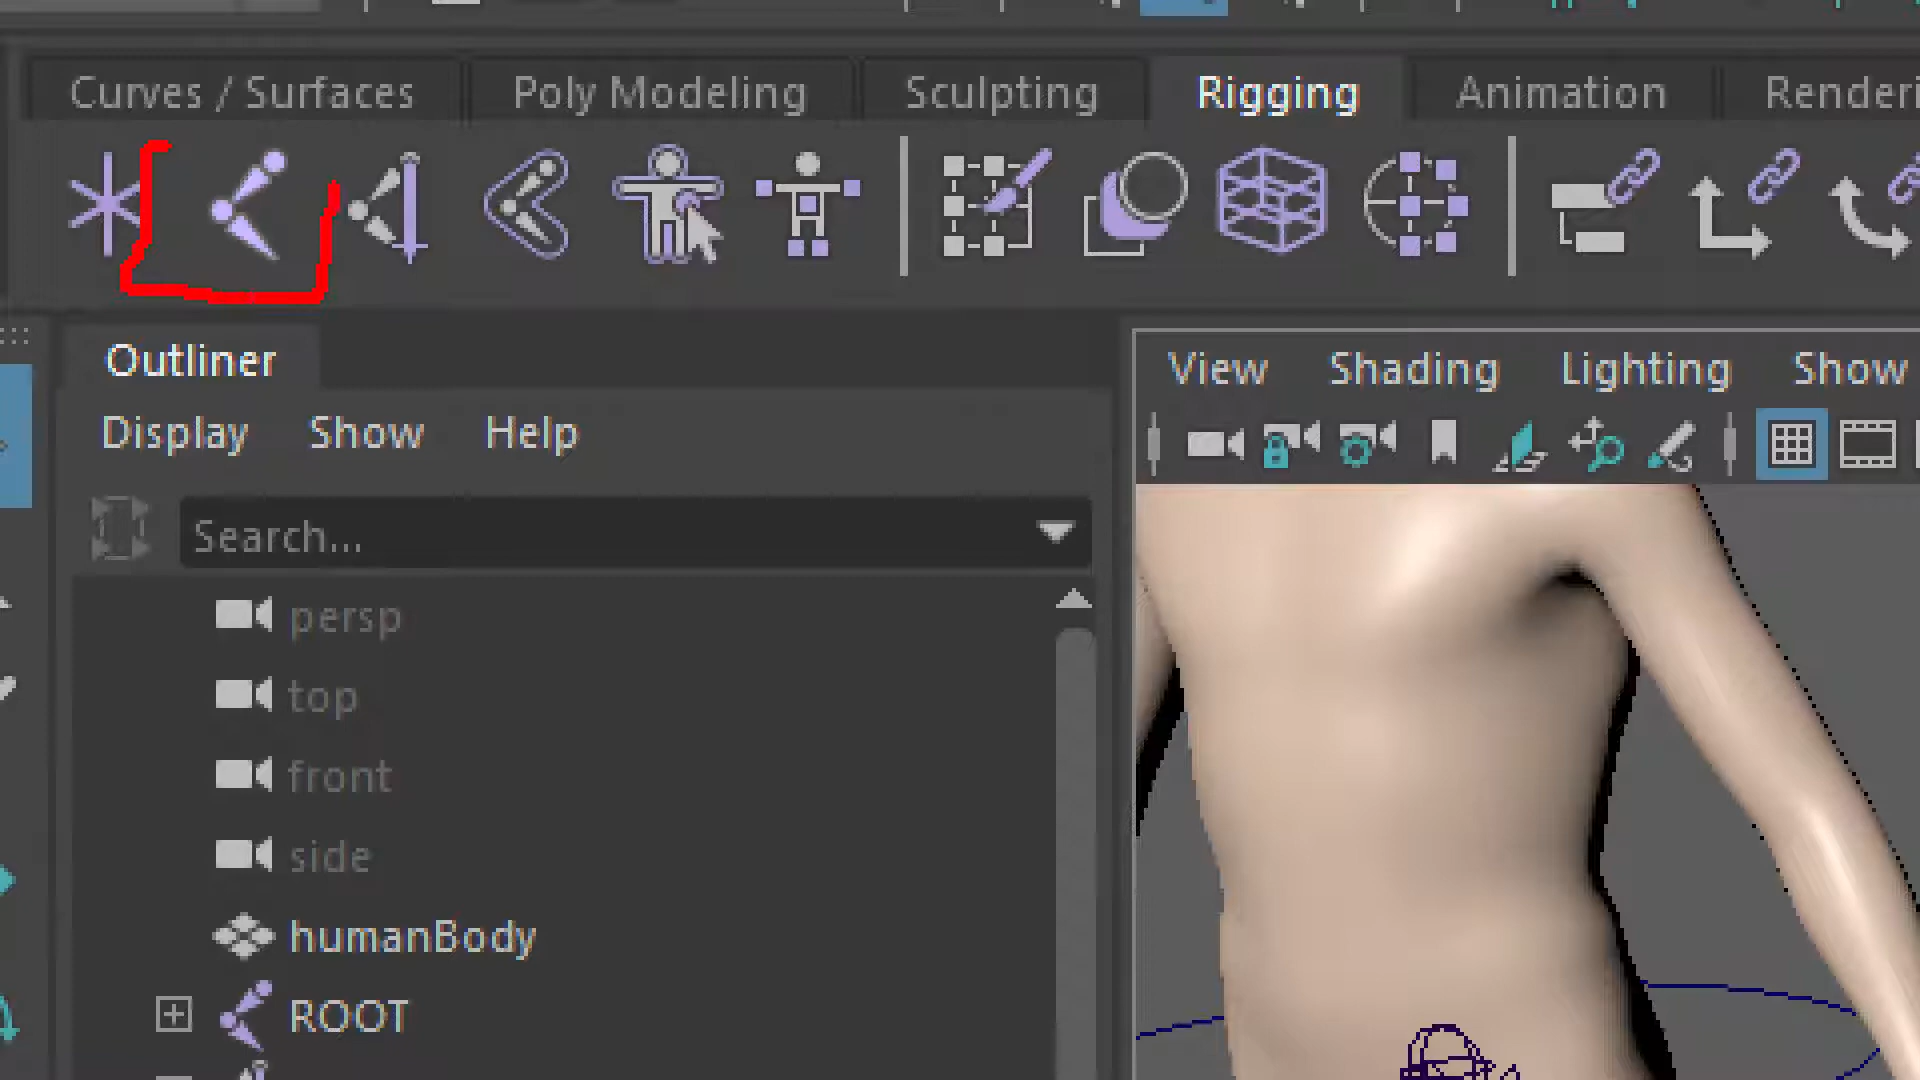 Curves / Surfaces Poly Modeling Sculpting Rigging Animation Renderi
Outliner
View Shading Lighting Show
Display Show Help
Search...
persp
top
front
side
humanBody
ROOT